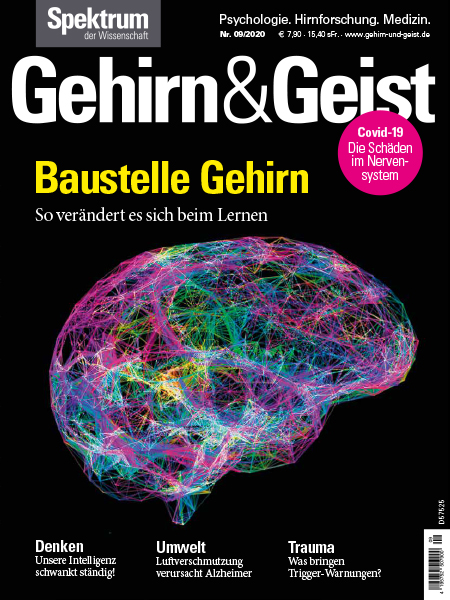 Spektrum
der Wissenschaft
Psychologie. Hirnforschung. Medizin.
Nr. 09/2020 € 7,90 · 15,40 sFr. · www.gehirn-und-geist.de
Gehirn&Geist
Covid-19
Die Schäden
im Nerven-
system
Baustelle Gehirn
So verändert es sich beim Lernen
Denken
Unsere Intelligenz
schwankt ständig!
Umwelt
Luftverschmutzung
verursacht Alzheimer
Trauma
Was bringen
Trigger-Warnungen?
D57525
09